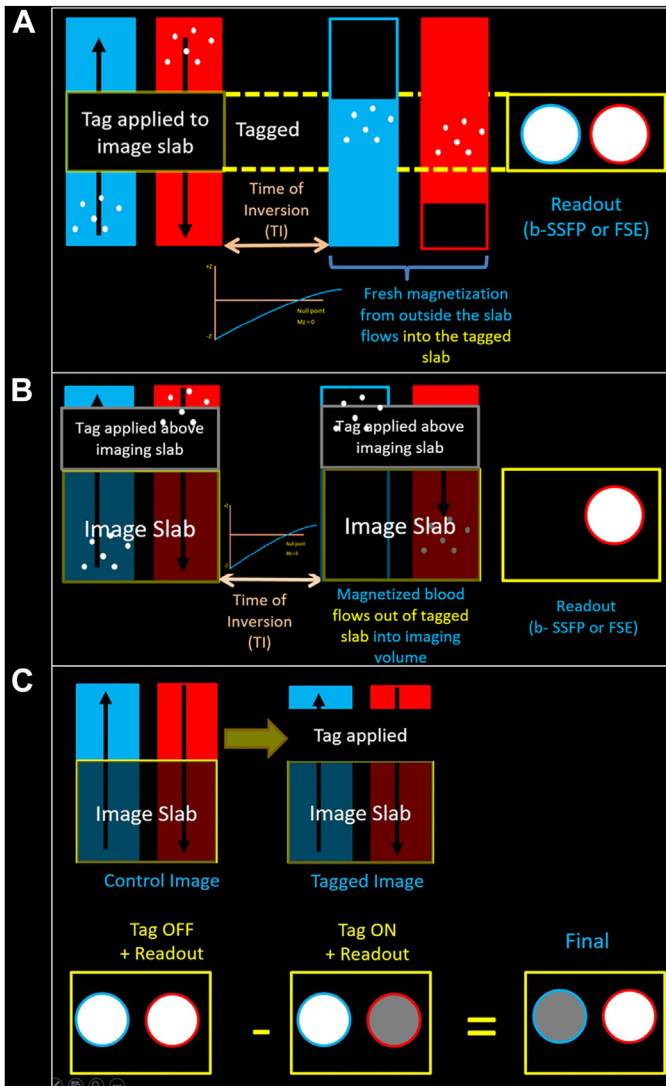 A
Tag applied to
image slab
Tagged
Time of
Inversion
(TI)
+Z
-Z
Null point
Mz = 0
Fresh magnetization
from outside the slab
flows into the tagged
slab
Readout
(b-SSFP or FSE)
B
Tag applied above
imaging slab
Image Slab
+Z
-Z
Null point
Mz = 0
Time of
Inversion
(TI)
Tag applied above
imaging slab
Image Slab
Magnetized blood
flows out of tagged
slab into imaging
volume
Readout
(b- SSFP or FSE)
C
Image Slab
Control Image
Tag applied
Image Slab
Tagged Image
Tag OFF
+ Readout
Tag ON
+ Readout
Final
-
=